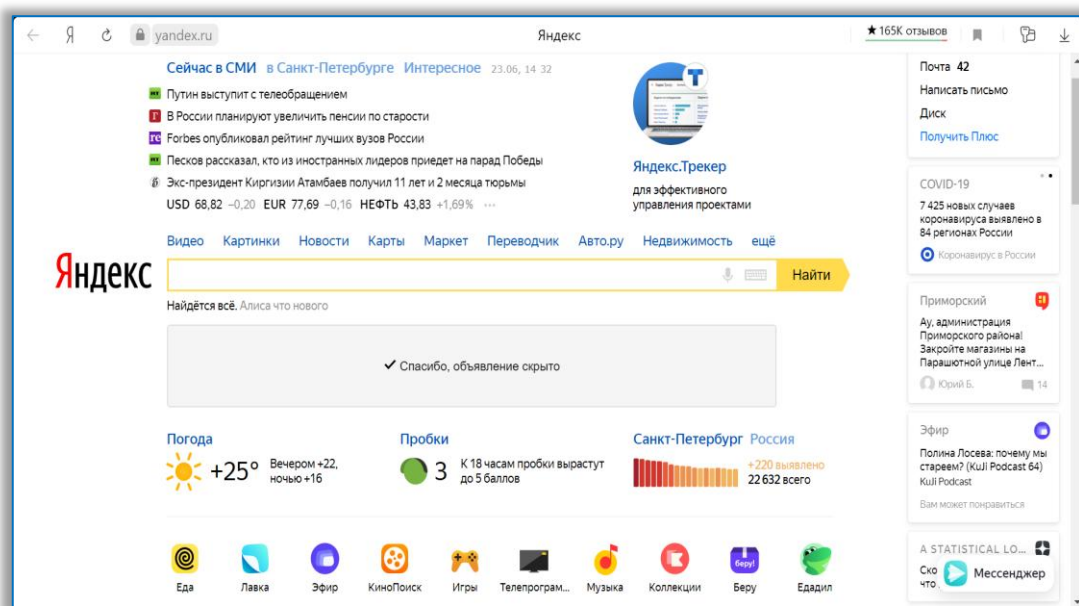 yandex.ru
Яндекс
★ 165K отзывов
Сейчас в СМИ в Санкт-Петербурге Интересное 23.06, 14 32
Путин выступит с телеобращением
В России планируют увеличить пенсии по старости
Forbes опубликовал рейтинг лучших вузов России
Песков рассказал, кто из иностранных лидеров приедет на парад Победы
Экс-президент Киргизии Атамбаев получил 11 лет и 2 месяца тюрьмы
USD 68,82 −0,20 EUR 77,69 −0,16 НЕФТЬ 43,83 +1,69% ···
Яндекс.Трекер
для эффективного
управления проектами
Видео Картинки Новости Карты Маркет Переводчик Авто.ру Недвижимость ещё
Яндекс
Найти
Найдётся всё. Алиса что нового
✓ Спасибо, объявление скрыто
Погода
+25°
Вечером +22,
ночью +16
Пробки
3
К 18 часам пробки вырастут
до 5 баллов
Санкт-Петербург Россия
+220 выявлено
22 632 всего
Еда Лавка Эфир КиноПоиск Игры Телепрограм... Музыка Коллекции Беру Едадил
беру!
Почта 42
Написать письмо
Диск
Получить Плюс
COVID-19
7 425 новых случаев
коронавируса выявлено в
84 регионах России
Коронавирус в России
Приморский
Ау, администрация
Приморского района!
Закройте магазины на
Парашютной улице Лент...
Юрий Б. 14
Эфир
Полина Лосева: почему мы
стареем? (KuJi Podcast 64)
KuJi Podcast
Вам может понравиться
A STATISTICAL LO...
Ско
что
Мессенджер